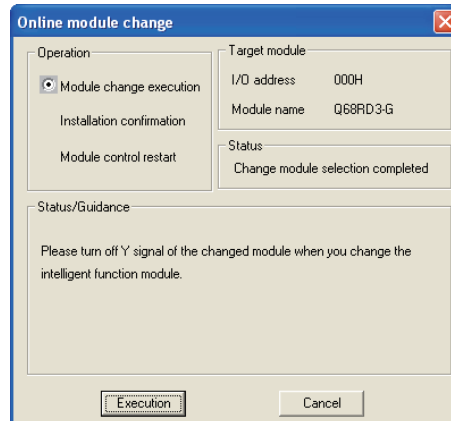 Online module change
Operation
Module change execution
Installation confirmation
Module control restart
Target module
I/O address 000H
Module name Q68RD3-G
Status
Change module selection completed
Status/Guidance
Please turn off Y signal of the changed module when you change the
intelligent function module.
Execution
Cancel